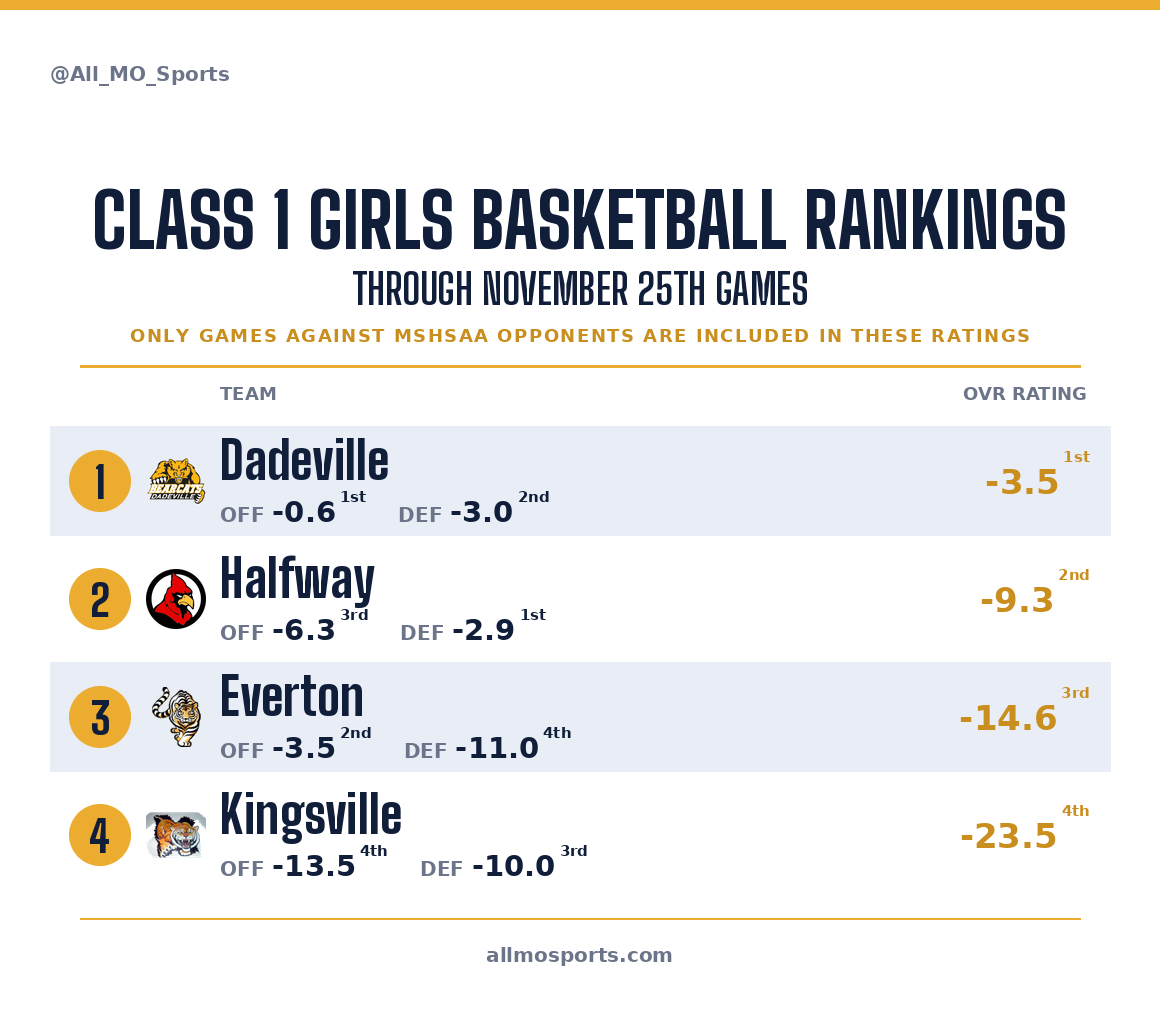 @All_MO_Sports
CLASS 1 GIRLS BASKETBALL RANKINGS
THROUGH NOVEMBER 25TH GAMES
ONLY GAMES AGAINST MSHSAA OPPONENTS ARE INCLUDED IN THESE RATINGS
TEAM OVR RATING
1 BEARCATS DADEVILLE Dadeville -3.5 1st
OFF -0.6 1st DEF -3.0 2nd
2 Halfway -9.3 2nd
OFF -6.3 3rd DEF -2.9 1st
3 Everton -14.6 3rd
OFF -3.5 2nd DEF -11.0 4th
4 Kingsville -23.5 4th
OFF -13.5 4th DEF -10.0 3rd
allmosports.com